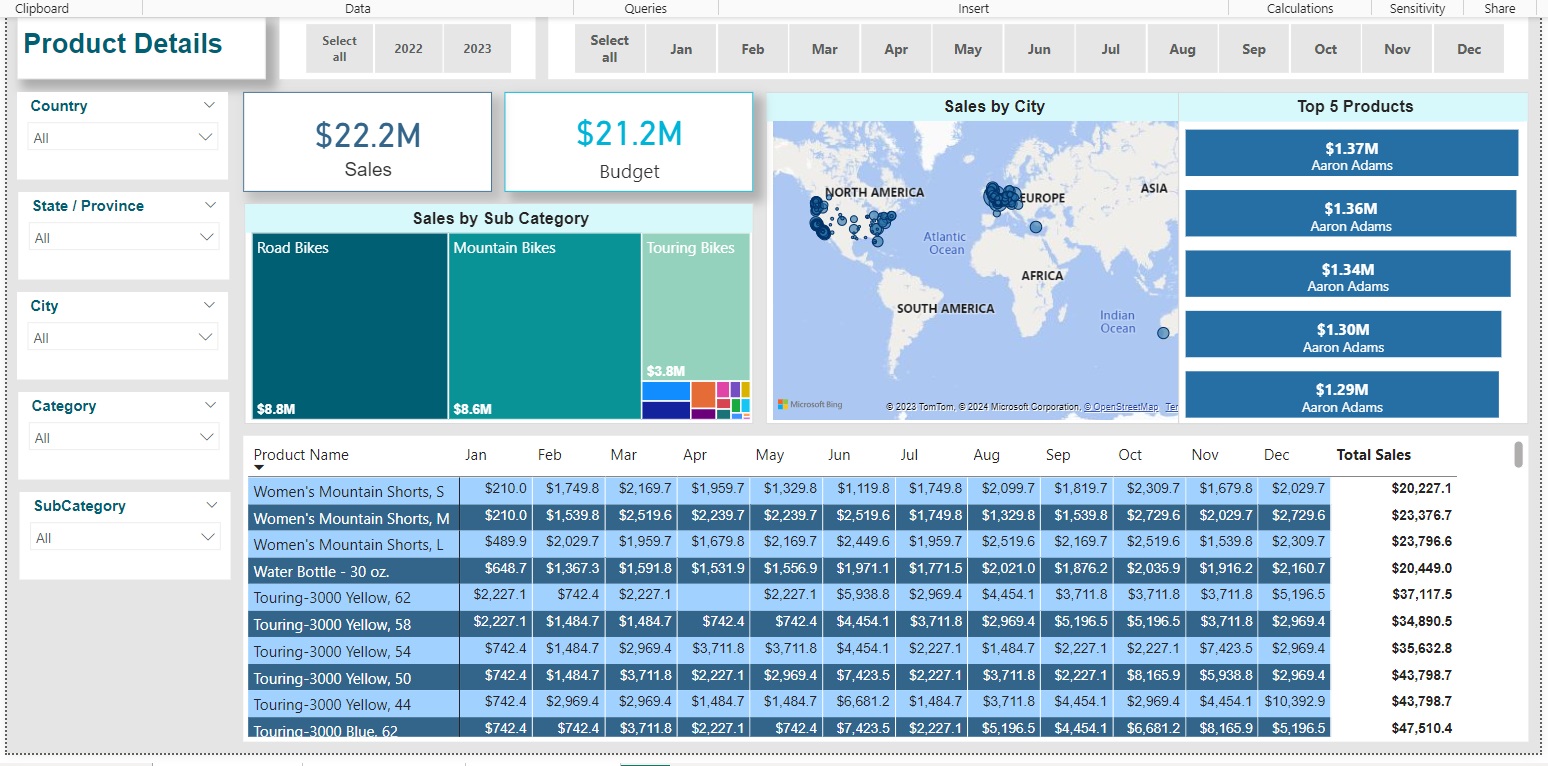 Clipboard
Data
Queries
Insert
Calculations
Sensitivity
Share
Product Details
Select all
2022
2023
Select all
Jan
Feb
Mar
Apr
May
Jun
Jul
Aug
Sep
Oct
Nov
Dec
Country
All
State / Province
All
City
All
Category
All
SubCategory
All
$22.2M
Sales
$21.2M
Budget
Sales by Sub Category
Road Bikes
$8.8M
Mountain Bikes
$8.6M
Touring Bikes
$3.8M
Sales by City
NORTH AMERICA
EUROPE
ASIA
Atlantic
Ocean
AFRICA
SOUTH AMERICA
Indian
Ocean
Microsoft Bing
© 2023 TomTom, © 2024 Microsoft Corporation, © OpenStreetMap Ter
Top 5 Products
$1.37M
Aaron Adams
$1.36M
Aaron Adams
$1.34M
Aaron Adams
$1.30M
Aaron Adams
$1.29M
Aaron Adams
Product Name Jan Feb Mar Apr May Jun Jul Aug Sep Oct Nov Dec Total Sales
Women's Mountain Shorts, S $210.0 $1,749.8 $2,169.7 $1,959.7 $1,329.8 $1,119.8 $1,749.8 $2,099.7 $1,819.7 $2,309.7 $1,679.8 $2,029.7 $20,227.1
Women's Mountain Shorts, M $210.0 $1,539.8 $2,519.6 $2,239.7 $2,239.7 $2,519.6 $1,749.8 $1,329.8 $1,539.8 $2,729.6 $2,029.7 $2,729.6 $23,376.7
Women's Mountain Shorts, L $489.9 $2,029.7 $1,959.7 $1,679.8 $2,169.7 $2,449.6 $1,959.7 $2,519.6 $2,169.7 $2,519.6 $1,539.8 $2,309.7 $23,796.6
Water Bottle - 30 oz. $648.7 $1,367.3 $1,591.8 $1,531.9 $1,556.9 $1,971.1 $1,771.5 $2,021.0 $1,876.2 $2,035.9 $1,916.2 $2,160.7 $20,449.0
Touring-3000 Yellow, 62 $2,227.1 $742.4 $2,227.1 $2,227.1 $5,938.8 $2,969.4 $4,454.1 $3,711.8 $3,711.8 $3,711.8 $5,196.5 $37,117.5
Touring-3000 Yellow, 58 $2,227.1 $1,484.7 $1,484.7 $742.4 $742.4 $4,454.1 $3,711.8 $2,969.4 $5,196.5 $5,196.5 $3,711.8 $2,969.4 $34,890.5
Touring-3000 Yellow, 54 $742.4 $1,484.7 $2,969.4 $3,711.8 $3,711.8 $4,454.1 $2,227.1 $1,484.7 $2,227.1 $2,227.1 $7,423.5 $2,969.4 $35,632.8
Touring-3000 Yellow, 50 $742.4 $1,484.7 $3,711.8 $2,227.1 $2,969.4 $7,423.5 $2,227.1 $3,711.8 $2,227.1 $8,165.9 $5,938.8 $2,969.4 $43,798.7
Touring-3000 Yellow, 44 $742.4 $2,969.4 $2,969.4 $1,484.7 $1,484.7 $6,681.2 $1,484.7 $3,711.8 $4,454.1 $2,969.4 $4,454.1 $10,392.9 $43,798.7
Touring-3000 Blue, 62 $742.4 $742.4 $3,711.8 $2,227.1 $742.4 $7,423.5 $2,227.1 $5,196.5 $4,454.1 $6,681.2 $8,165.9 $5,196.5 $47,510.4